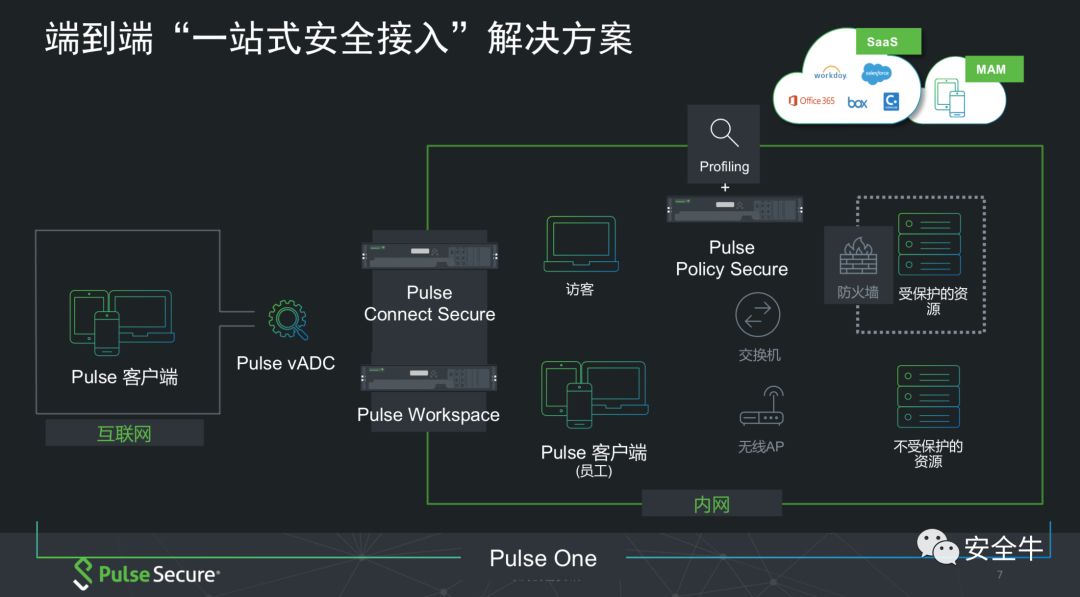 端到端“一站式安全接入”解决方案
SaaS
MAM
workday.
salesforce
Office 365
box
Profiling
+
Pulse
Policy Secure
Pulse
Connect Secure
访客
防火墙
受保护的资
源
交换机
Pulse vADC
Pulse 客户端
互联网
Pulse Workspace
Pulse 客户端
(员工)
无线AP
不受保护的
资源
内网
Pulse One
Pulse Secure
安全牛
7